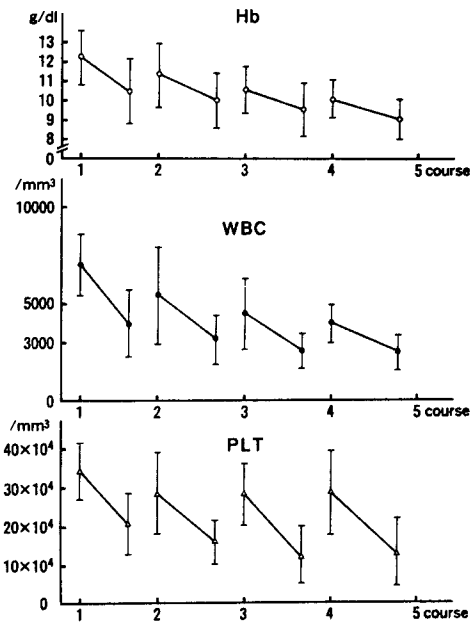 g/dl
Hb
13
12
11
10
9
8
0
1 2 3 4 5 course
/mm³
10000
WBC
5000
3000
0
1 2 3 4 5 course
/mm³
PLT
40×10⁴
30×10⁴
20×10⁴
10×10⁴
0
1 2 3 4 5 course